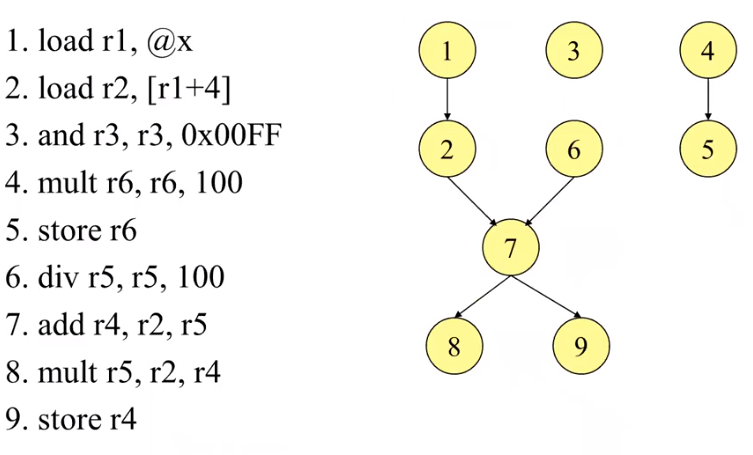 1. load r1, @x
2. load r2, [r1+4]
3. and r3, r3, 0x00FF
4. mult r6, r6, 100
5. store r6
6. div r5, r5, 100
7. add r4, r2, r5
8. mult r5, r2, r4
9. store r4
1 3 4
2 6 5
7
8 9